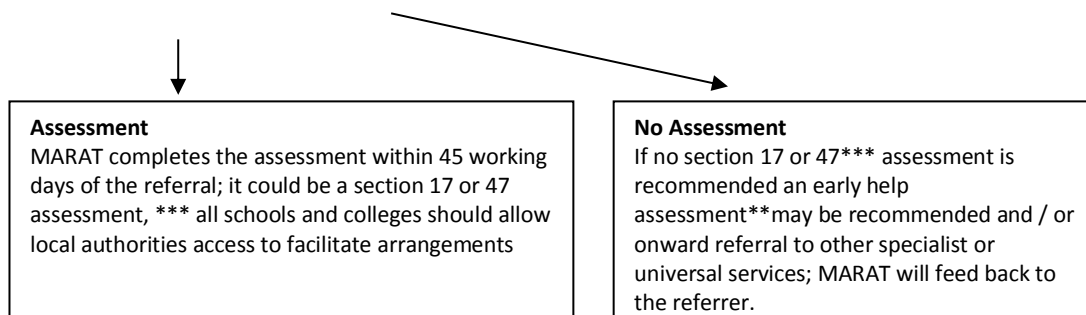 Assessment
MARAT completes the assessment within 45 working
days of the referral; it could be a section 17 or 47
assessment, *** all schools and colleges should allow
local authorities access to facilitate arrangements
No Assessment
If no section 17 or 47*** assessment is
recommended an early help
assessment**may be recommended and / or
onward referral to other specialist or
universal services; MARAT will feed back to
the referrer.